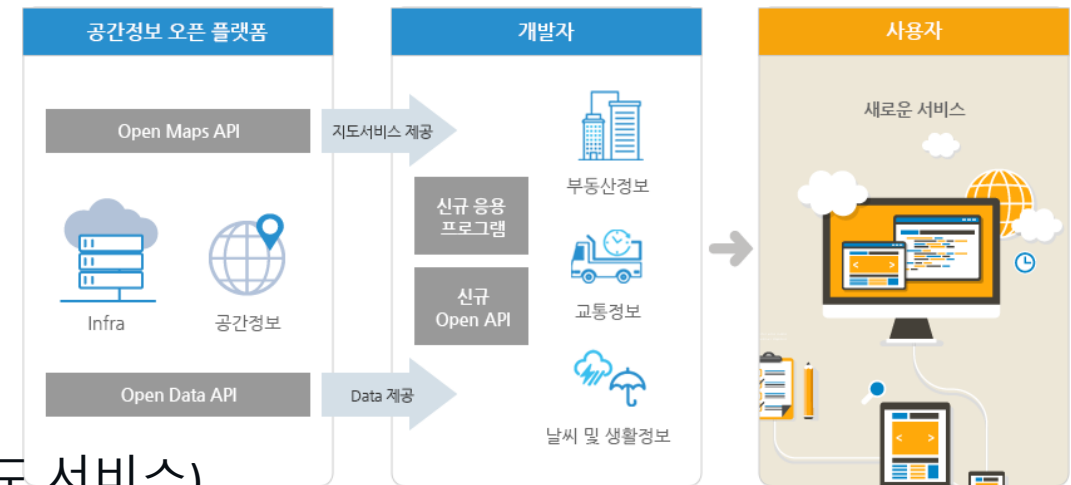 공간정보 오픈 플랫폼
Open Maps API
Infra
공간정보
Open Data API
지도서비스 제공
Data 제공
개발자
신규 응용
프로그램
신규
Open API
부동산정보
교통정보
날씨 및 생활정보
사용자
새로운 서비스
서비스)